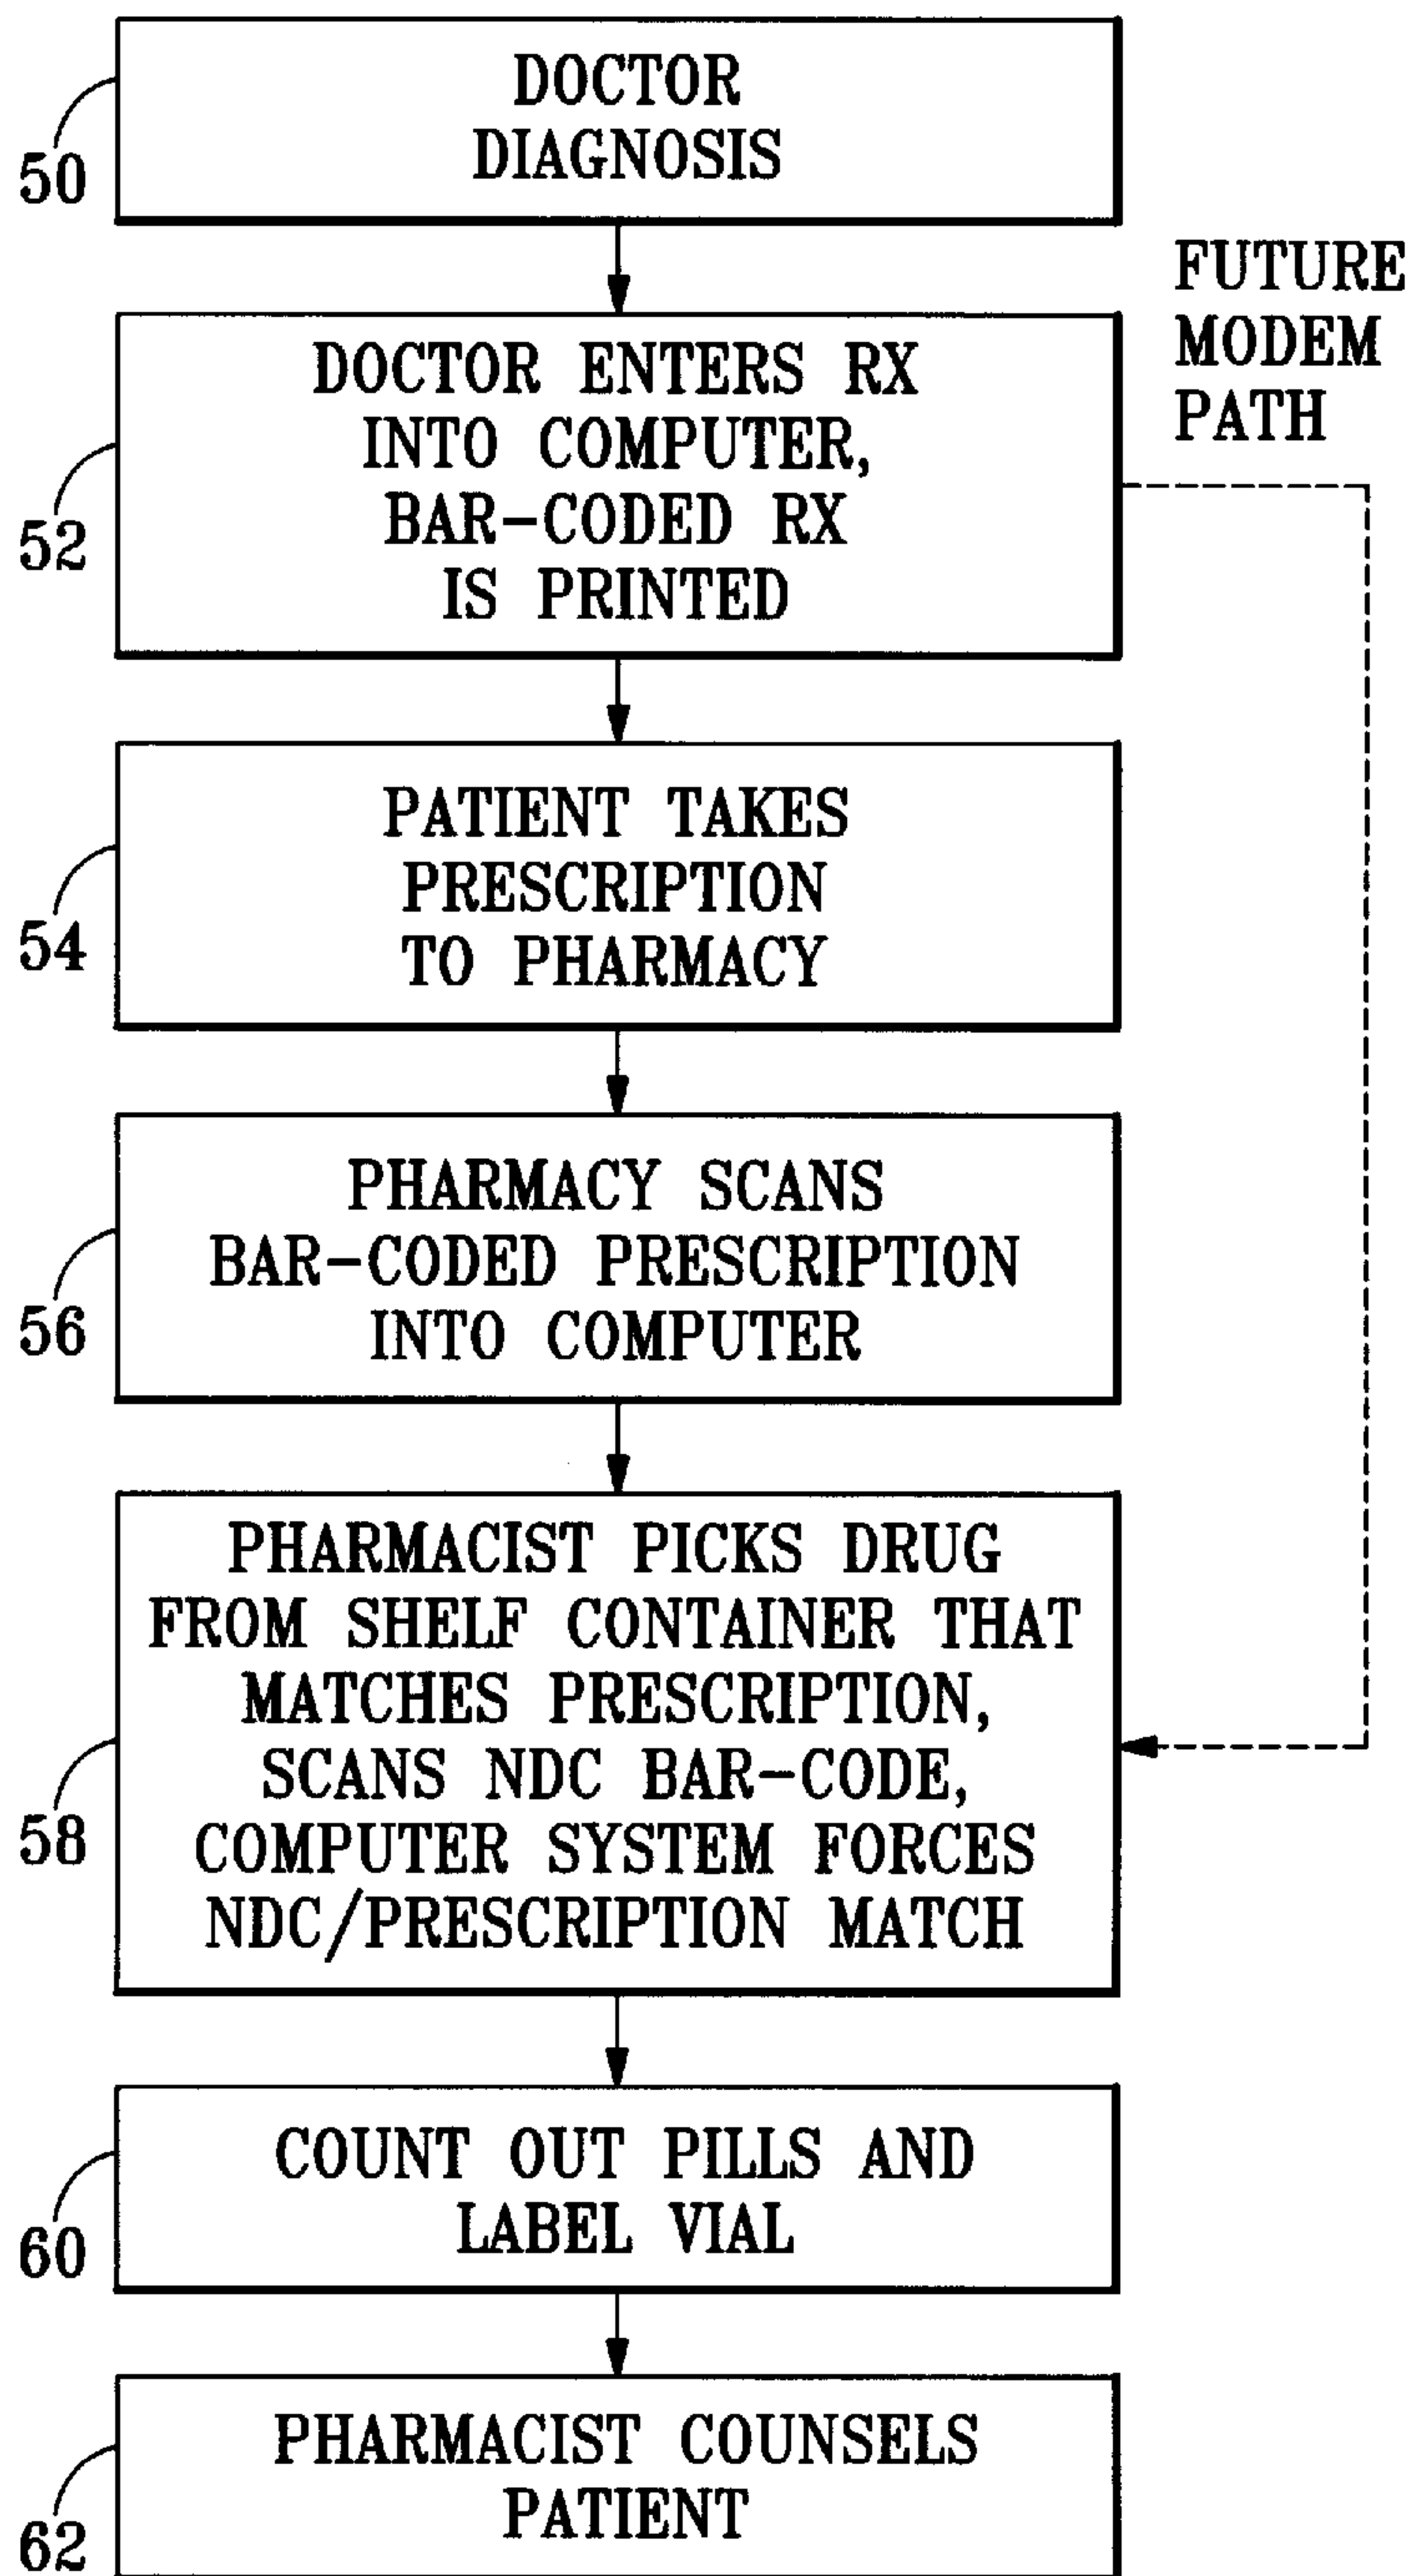 DOCTOR
DIAGNOSIS
50
FUTURE
MODEM
PATH
DOCTOR ENTERS RX
INTO COMPUTER,
BAR-CODED RX
IS PRINTED
52
PATIENT TAKES
PRESCRIPTION
TO PHARMACY
54
PHARMACY SCANS
BAR-CODED PRESCRIPTION
INTO COMPUTER
56
PHARMACIST PICKS DRUG
FROM SHELF CONTAINER THAT
MATCHES PRESCRIPTION,
SCANS NDC BAR-CODE,
COMPUTER SYSTEM FORCES
NDC/PRESCRIPTION MATCH
58
COUNT OUT PILLS AND
LABEL VIAL
60
PHARMACIST COUNSELS
PATIENT
62